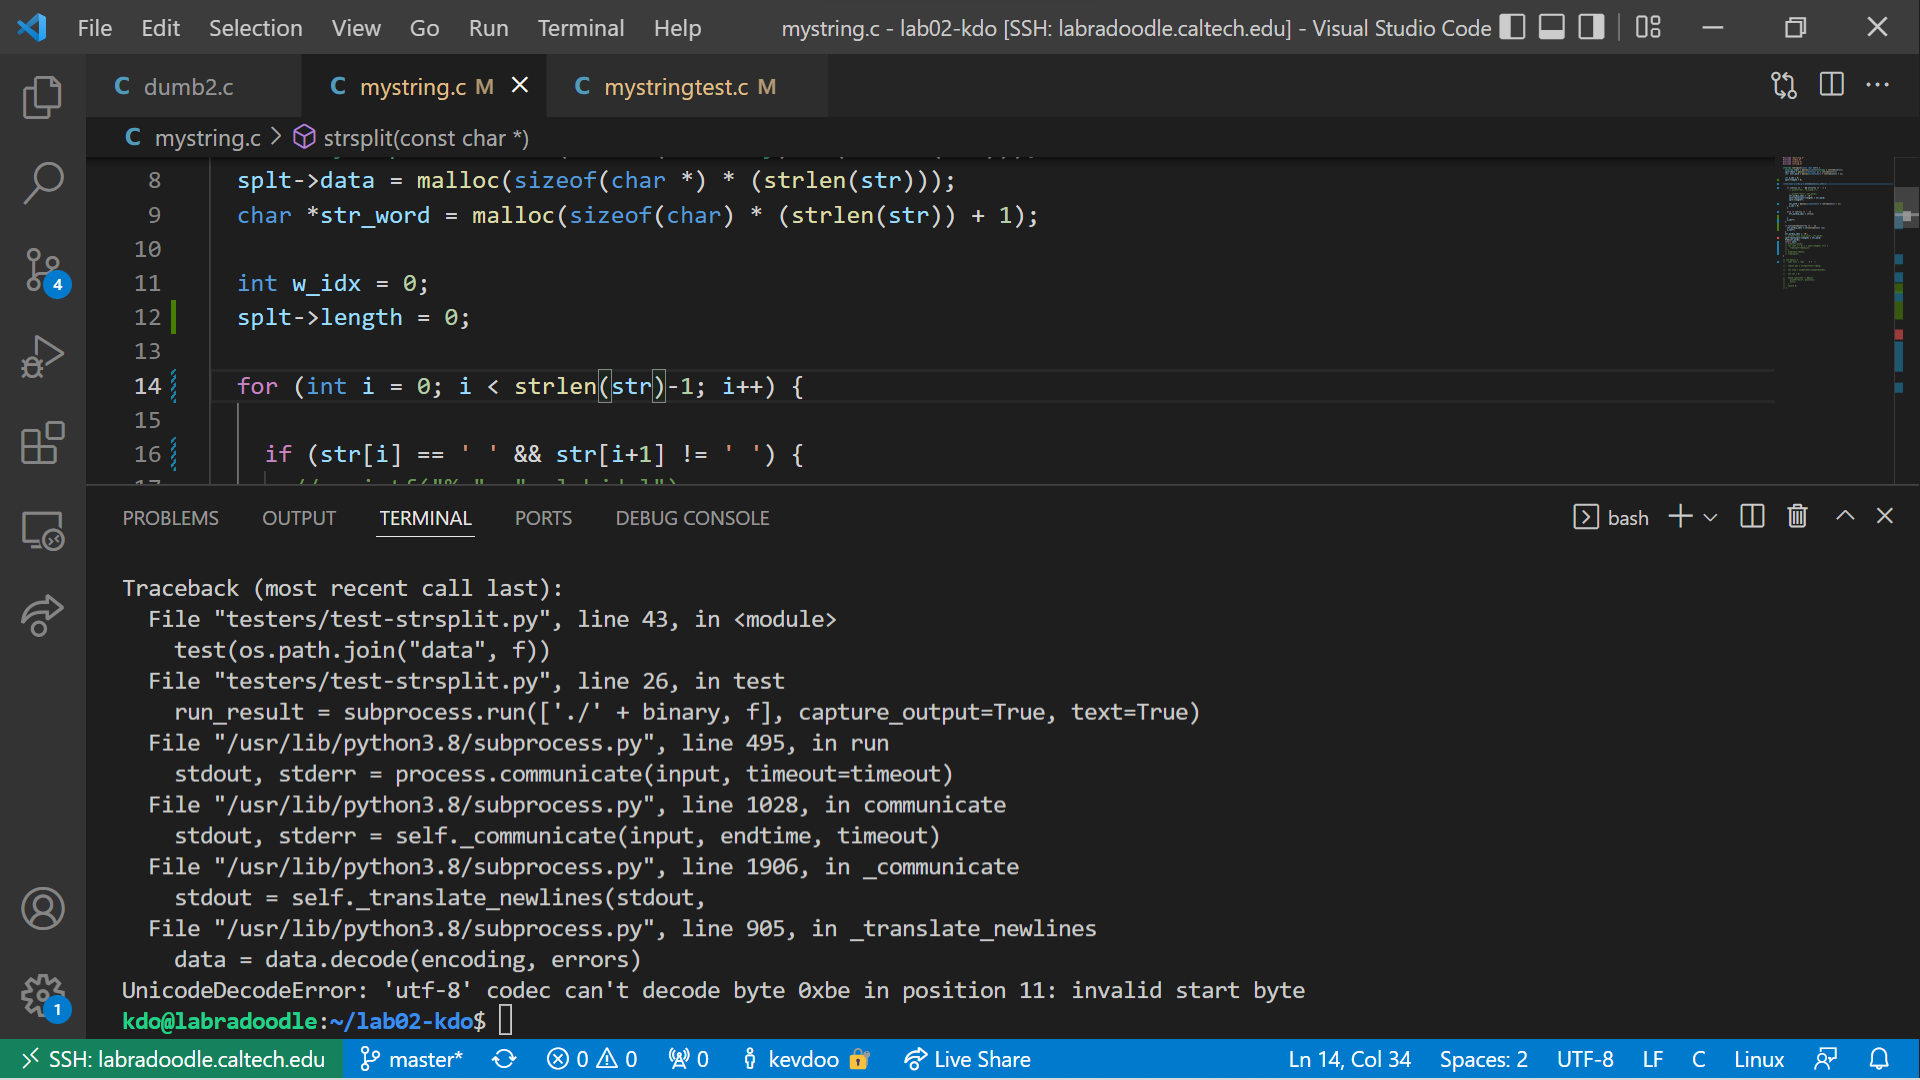 File Edit Selection View Go Run Terminal Help mystring.c - lab02-kdo [SSH: labradoodle.caltech.edu] - Visual Studio Code
C dumb2.c C mystring.c M C mystringtest.c M
C mystring.c > strsplit(const char *)
8 splt->data = malloc(sizeof(char *) * (strlen(str)));
9 char *str_word = malloc(sizeof(char) * (strlen(str)) + 1);
10
11 int w_idx = 0;
12 splt->length = 0;
13
14 for (int i = 0; i < strlen(str)-1; i++) {
15
16 if (str[i] == ' ' && str[i+1] != ' ') {
4
PROBLEMS OUTPUT TERMINAL PORTS DEBUG CONSOLE bash
Traceback (most recent call last):
File "testers/test-strsplit.py", line 43, in <module>
test(os.path.join("data", f))
File "testers/test-strsplit.py", line 26, in test
run_result = subprocess.run(['./' + binary, f], capture_output=True, text=True)
File "/usr/lib/python3.8/subprocess.py", line 495, in run
stdout, stderr = process.communicate(input, timeout=timeout)
File "/usr/lib/python3.8/subprocess.py", line 1028, in communicate
stdout, stderr = self._communicate(input, endtime, timeout)
File "/usr/lib/python3.8/subprocess.py", line 1906, in _communicate
stdout = self._translate_newlines(stdout,
File "/usr/lib/python3.8/subprocess.py", line 905, in _translate_newlines
data = data.decode(encoding, errors)
UnicodeDecodeError: 'utf-8' codec can't decode byte 0xbe in position 11: invalid start byte
kdo@labradoodle:~/lab02-kdo$
1
SSH: labradoodle.caltech.edu master* 0 0 0 kevdoo Live Share Ln 14, Col 34 Spaces: 2 UTF-8 LF C Linux